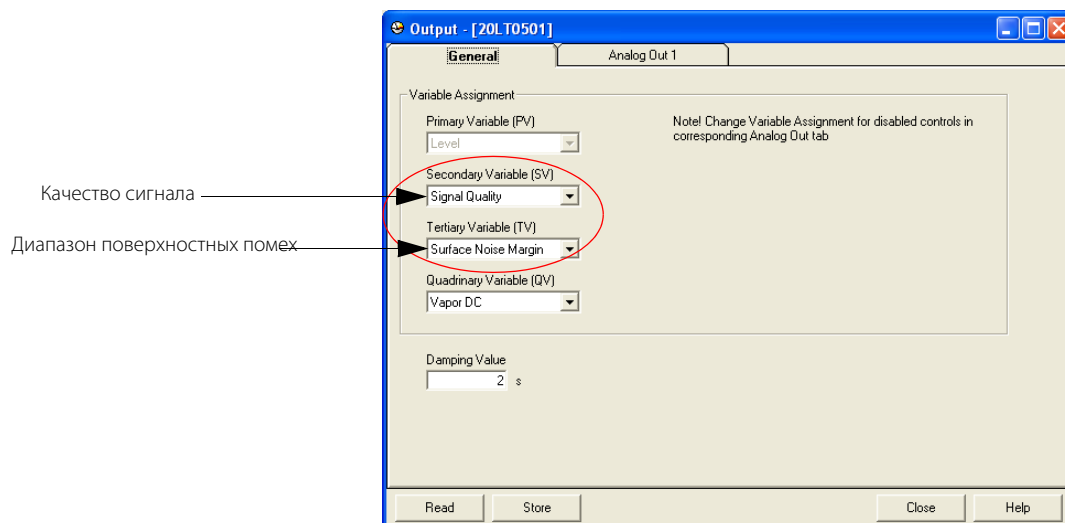 Output - [20LT0501]
General
Analog Out 1
Variable Assignment
Primary Variable (PV)
Level
Note! Change Variable Assignment for disabled controls in
corresponding Analog Out tab
Secondary Variable (SV)
Качество сигнала
Signal Quality
Tertiary Variable (TV)
Диапазон поверхностных помех
Surface Noise Margin
Quadrinary Variable (QV)
Vapor DC
Damping Value
2 s
Read
Store
Close
Help